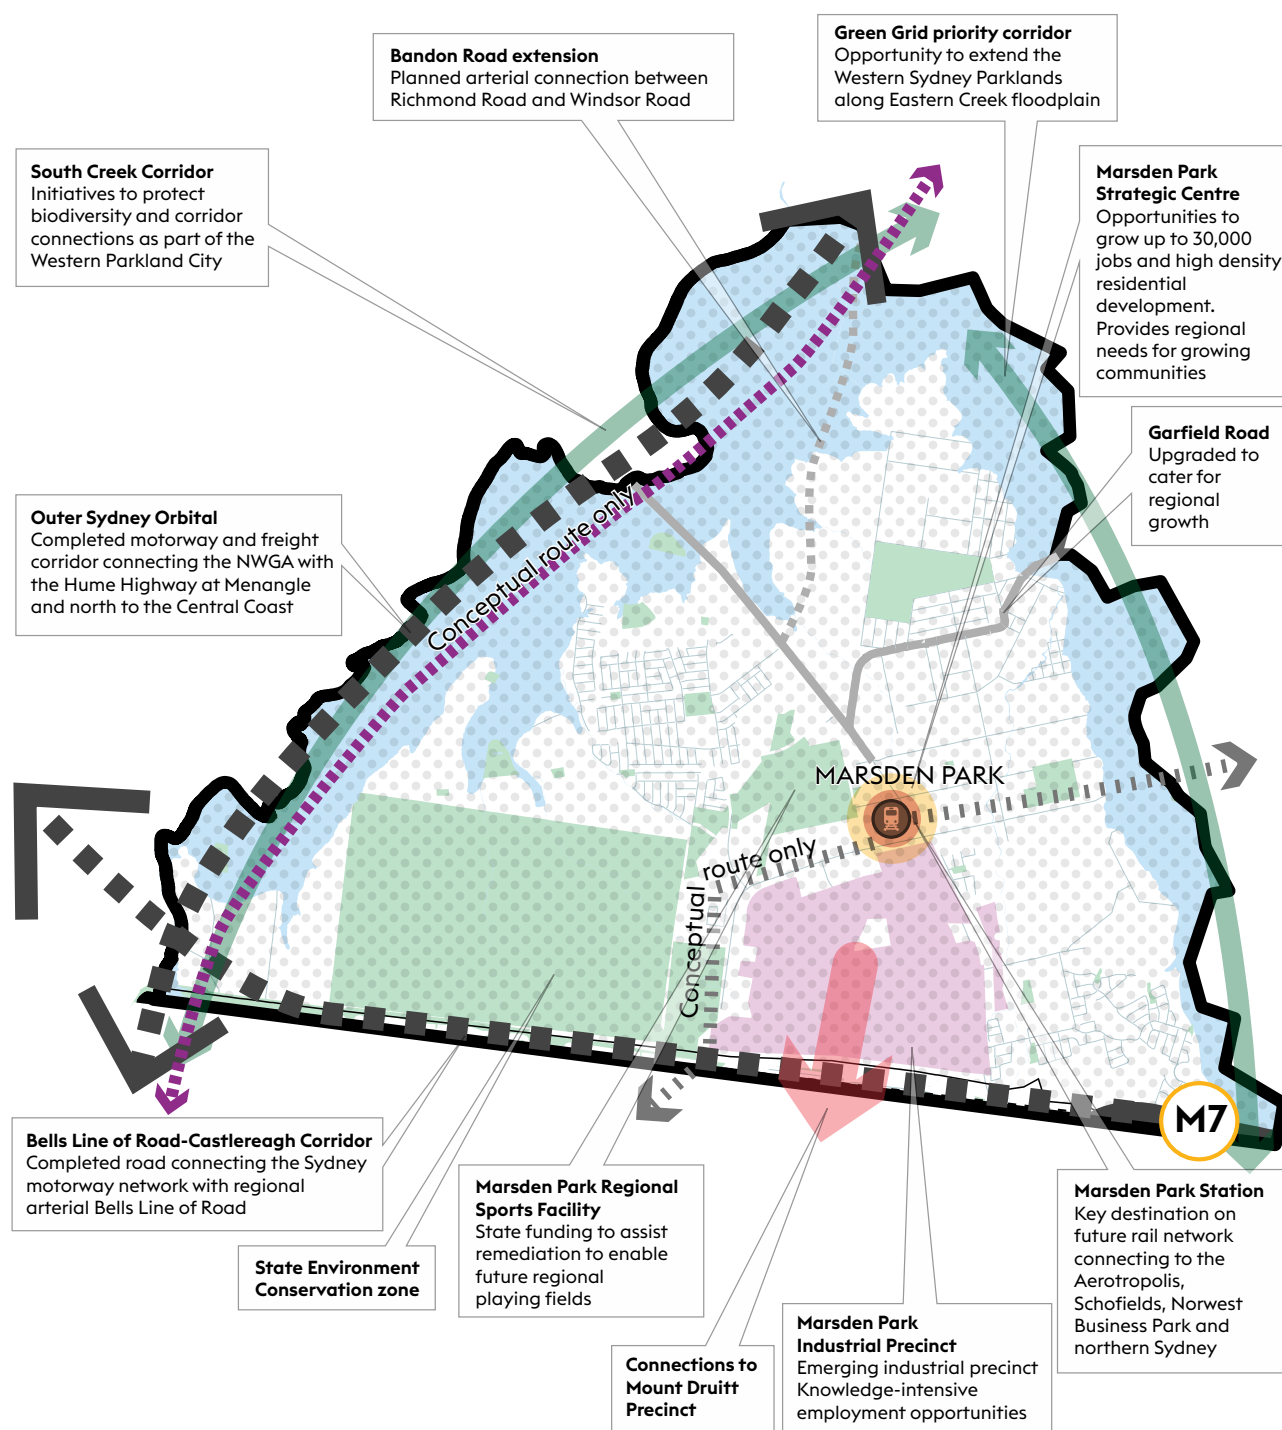 Bandon Road extension
Planned arterial connection between
Richmond Road and Windsor Road
Green Grid priority corridor
Opportunity to extend the
Western Sydney Parklands
along Eastern Creek floodplain
South Creek Corridor
Initiatives to protect
biodiversity and corridor
connections as part of the
Western Parkland City
Marsden Park
Strategic Centre
Opportunities to
grow up to 30,000
jobs and high density
residential
development.
Provides regional
needs for growing
communities
Garfield Road
Upgraded to
cater for
regional
growth
Outer Sydney Orbital
Completed motorway and freight
corridor connecting the NWGA with
the Hume Highway at Menangle
and north to the Central Coast
Conceptual route only
MARSDEN PARK
Conceptual
route only
M7
Bells Line of Road-Castlereagh Corridor
Completed road connecting the Sydney
motorway network with regional
arterial Bells Line of Road
State Environment
Conservation zone
Marsden Park Regional
Sports Facility
State funding to assist
remediation to enable
future regional
playing fields
Connections to
Mount Druitt
Precinct
Marsden Park
Industrial Precinct
Emerging industrial precinct
Knowledge-intensive
employment opportunities
Marsden Park Station
Key destination on
future rail network
connecting to the
Aerotropolis,
Schofields, Norwest
Business Park and
northern Sydney